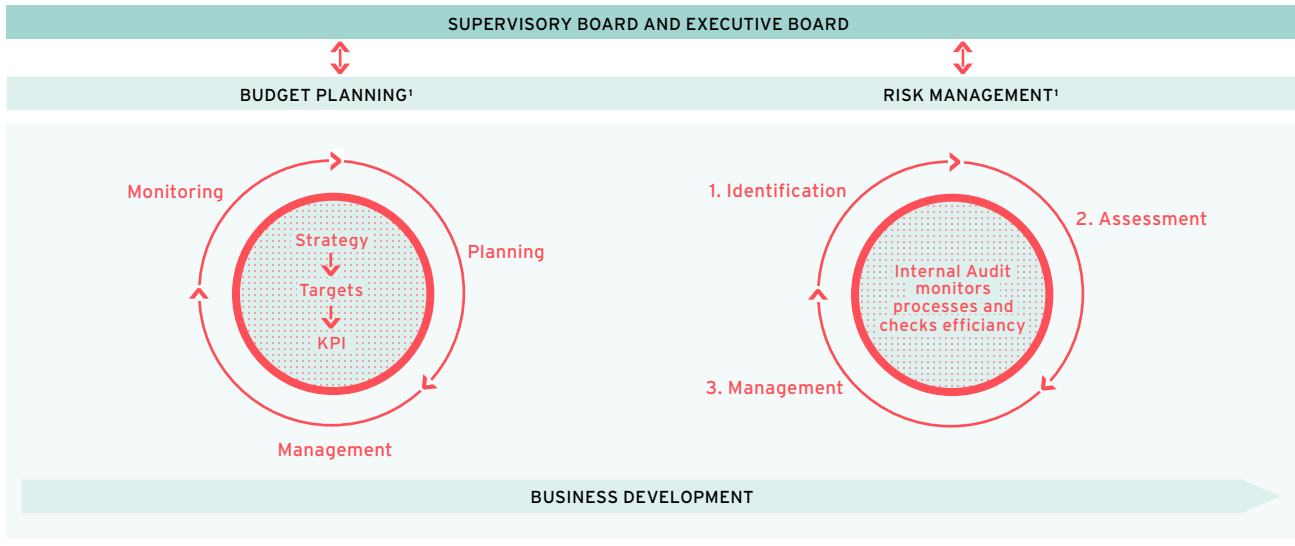 SUPERVISORY BOARD AND EXECUTIVE BOARD
BUDGET PLANNING¹
RISK MANAGEMENT¹
Monitoring
Planning
Management
Strategy
Targets
KPI
1. Identification
2. Assessment
3. Management
Internal Audit
monitors
processes and
checks efficiancy
BUSINESS DEVELOPMENT